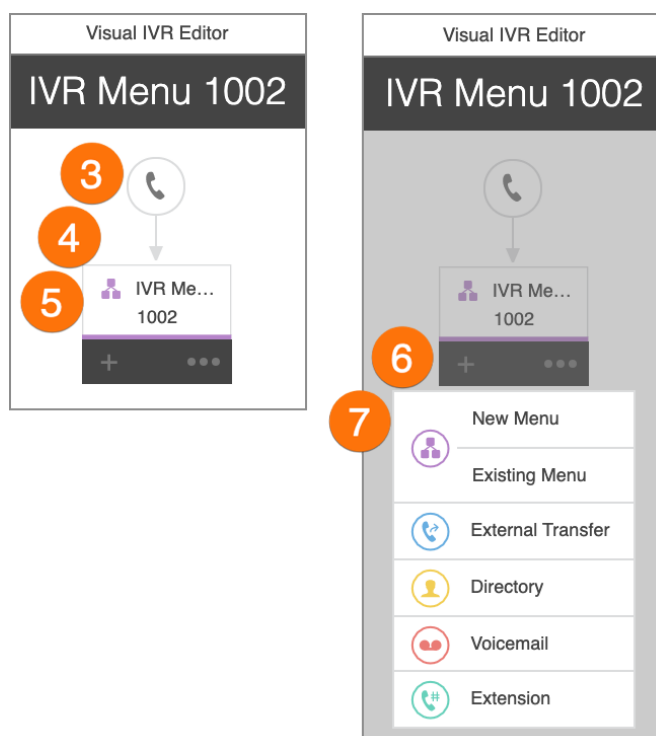 Visual IVR Editor
IVR Menu 1002
3
4
5
IVR Me...
1002
Visual IVR Editor
IVR Menu 1002
IVR Me...
1002
6
7
New Menu
Existing Menu
External Transfer
Directory
Voicemail
#
Extension